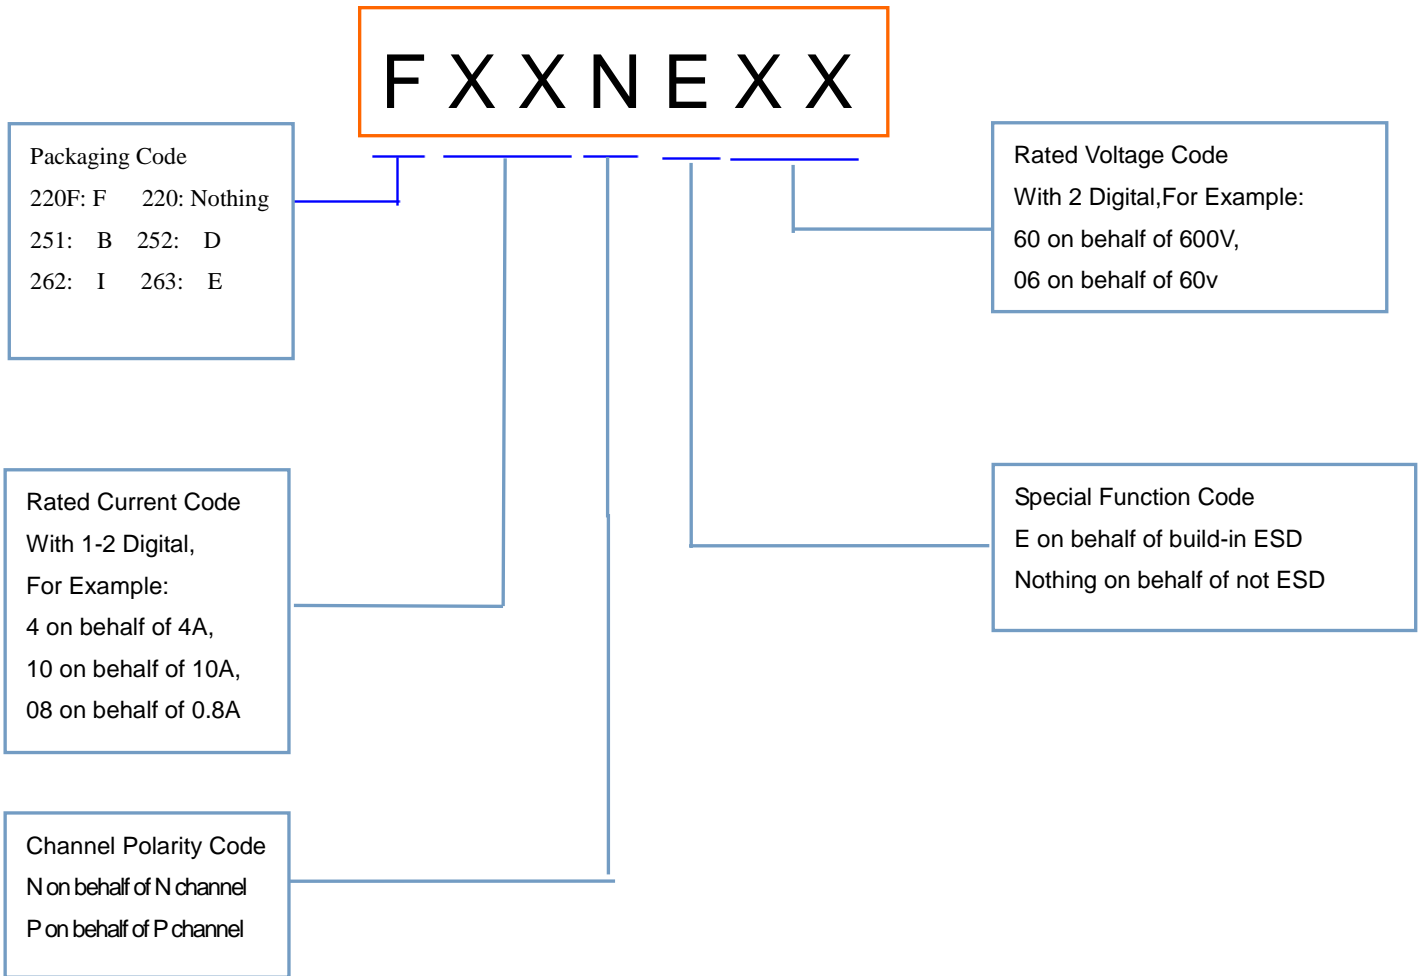 F X X N E X X
Packaging Code
220F: F 220: Nothing
251: B 252: D
262: I 263: E
Rated Voltage Code
With 2 Digital,For Example:
60 on behalf of 600V,
06 on behalf of 60v
Rated Current Code
With 1-2 Digital,
For Example:
4 on behalf of 4A,
10 on behalf of 10A,
08 on behalf of 0.8A
Special Function Code
E on behalf of build-in ESD
Nothing on behalf of not ESD
Channel Polarity Code
N on behalf of N channel
P on behalf of P channel